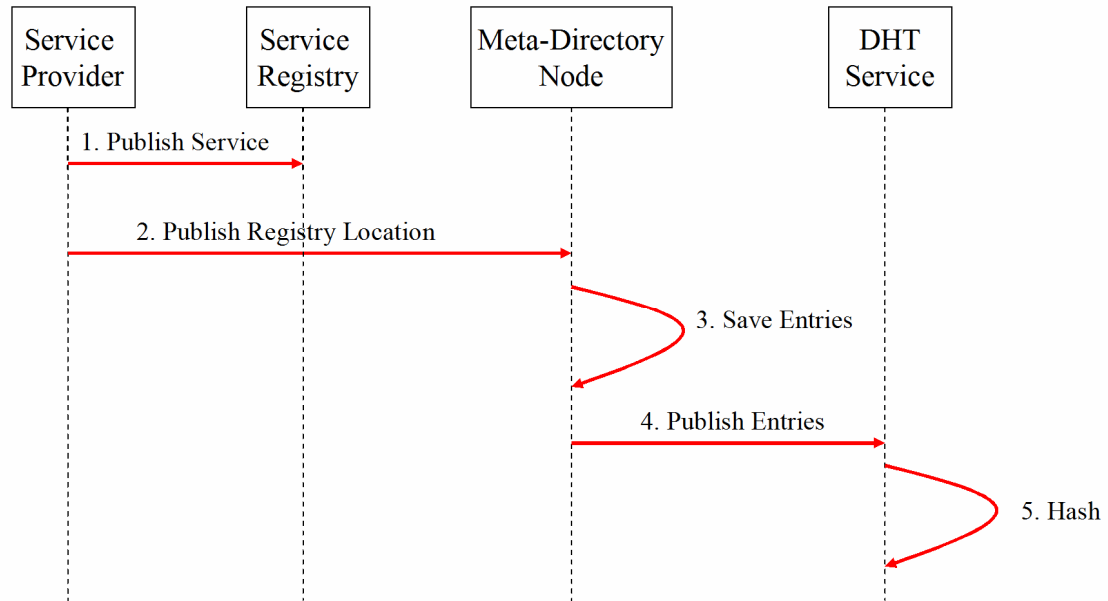 Service
Provider
Service
Registry
Meta-Directory
Node
DHT
Service
1. Publish Service
2. Publish Registry Location
3. Save Entries
4. Publish Entries
5. Hash